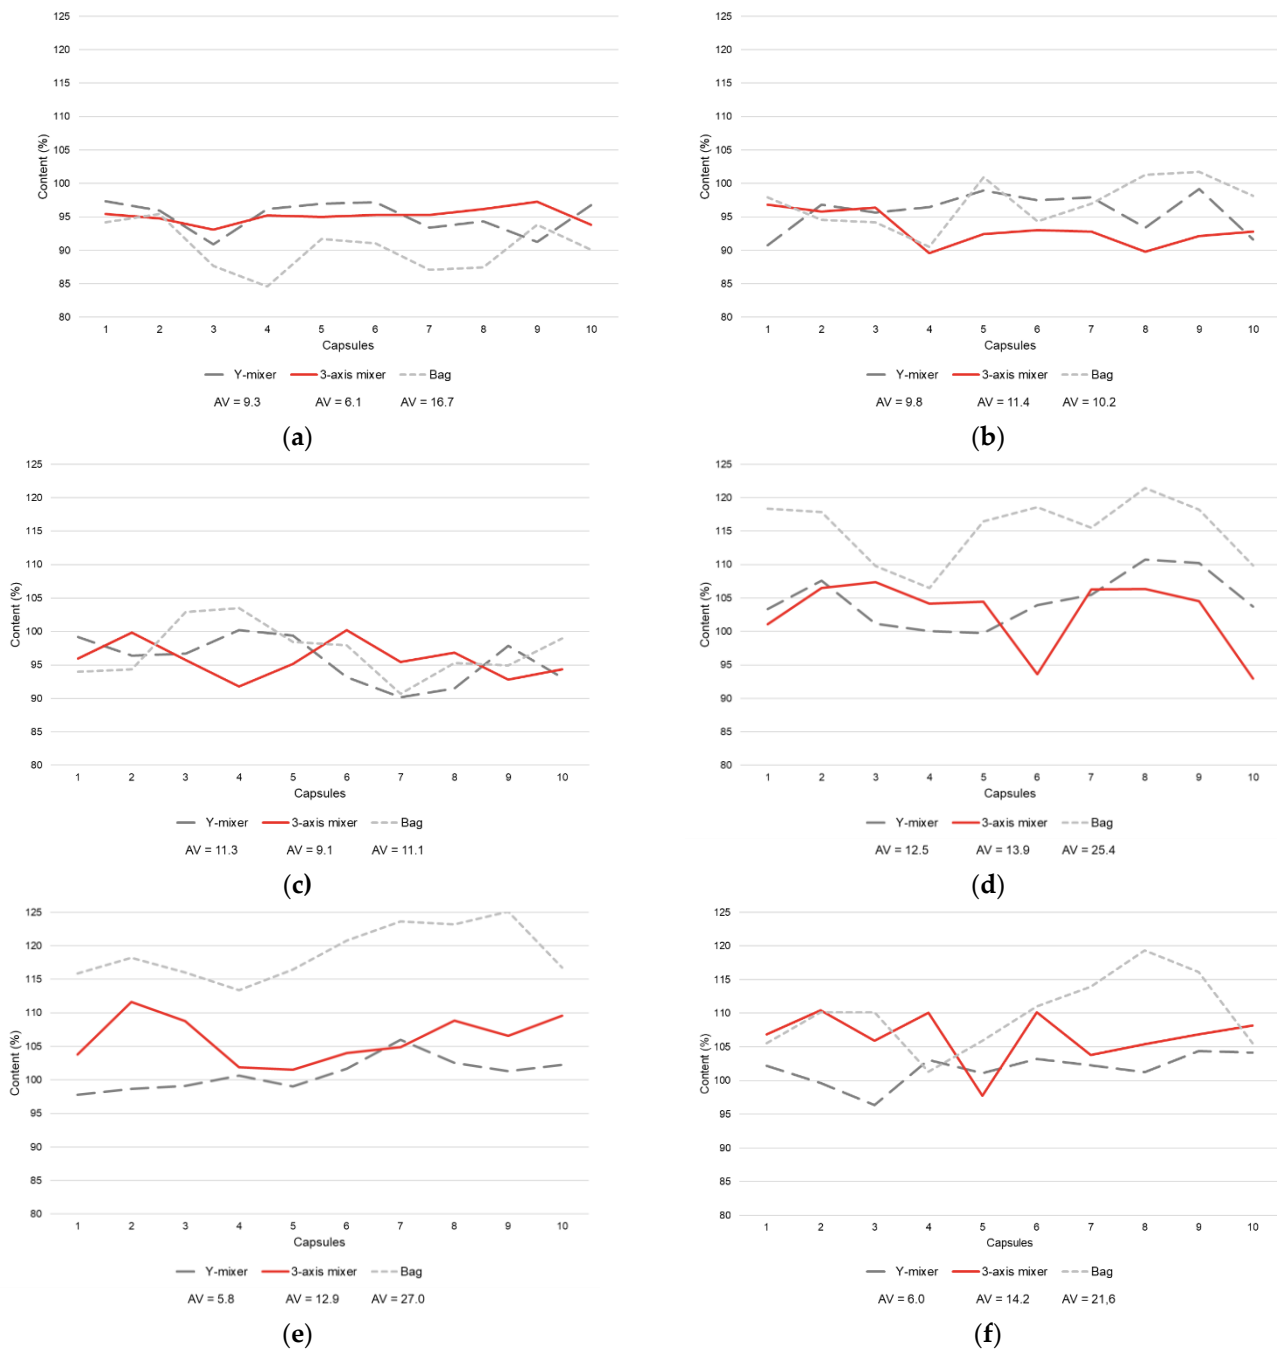 125
120
115
110
105
100
95
90
85
80
Content (%)
1 2 3 4 5 6 7 8 9 10
Capsules
Y-mixer 3-axis mixer Bag
AV = 9.3 AV = 6.1 AV = 16.7
(a)
125
120
115
110
105
100
95
90
85
80
Content (%)
1 2 3 4 5 6 7 8 9 10
Capsules
Y-mixer 3-axis mixer Bag
AV = 9.8 AV = 11.4 AV = 10.2
(b)
125
120
115
110
105
100
95
90
85
80
Content (%)
1 2 3 4 5 6 7 8 9 10
Capsules
Y-mixer 3-axis mixer Bag
AV = 11.3 AV = 9.1 AV = 11.1
(c)
125
120
115
110
105
100
95
90
85
80
Content (%)
1 2 3 4 5 6 7 8 9 10
Capsules
Y-mixer 3-axis mixer Bag
AV = 12.5 AV = 13.9 AV = 25.4
(d)
125
120
115
110
105
100
95
90
85
80
Content (%)
1 2 3 4 5 6 7 8 9 10
Capsules
Y-mixer 3-axis mixer Bag
AV = 5.8 AV = 12.9 AV = 27.0
(e)
125
120
115
110
105
100
95
90
85
80
Content (%)
1 2 3 4 5 6 7 8 9 10
Capsules
Y-mixer 3-axis mixer Bag
AV = 6.0 AV = 14.2 AV = 21,6
(f)